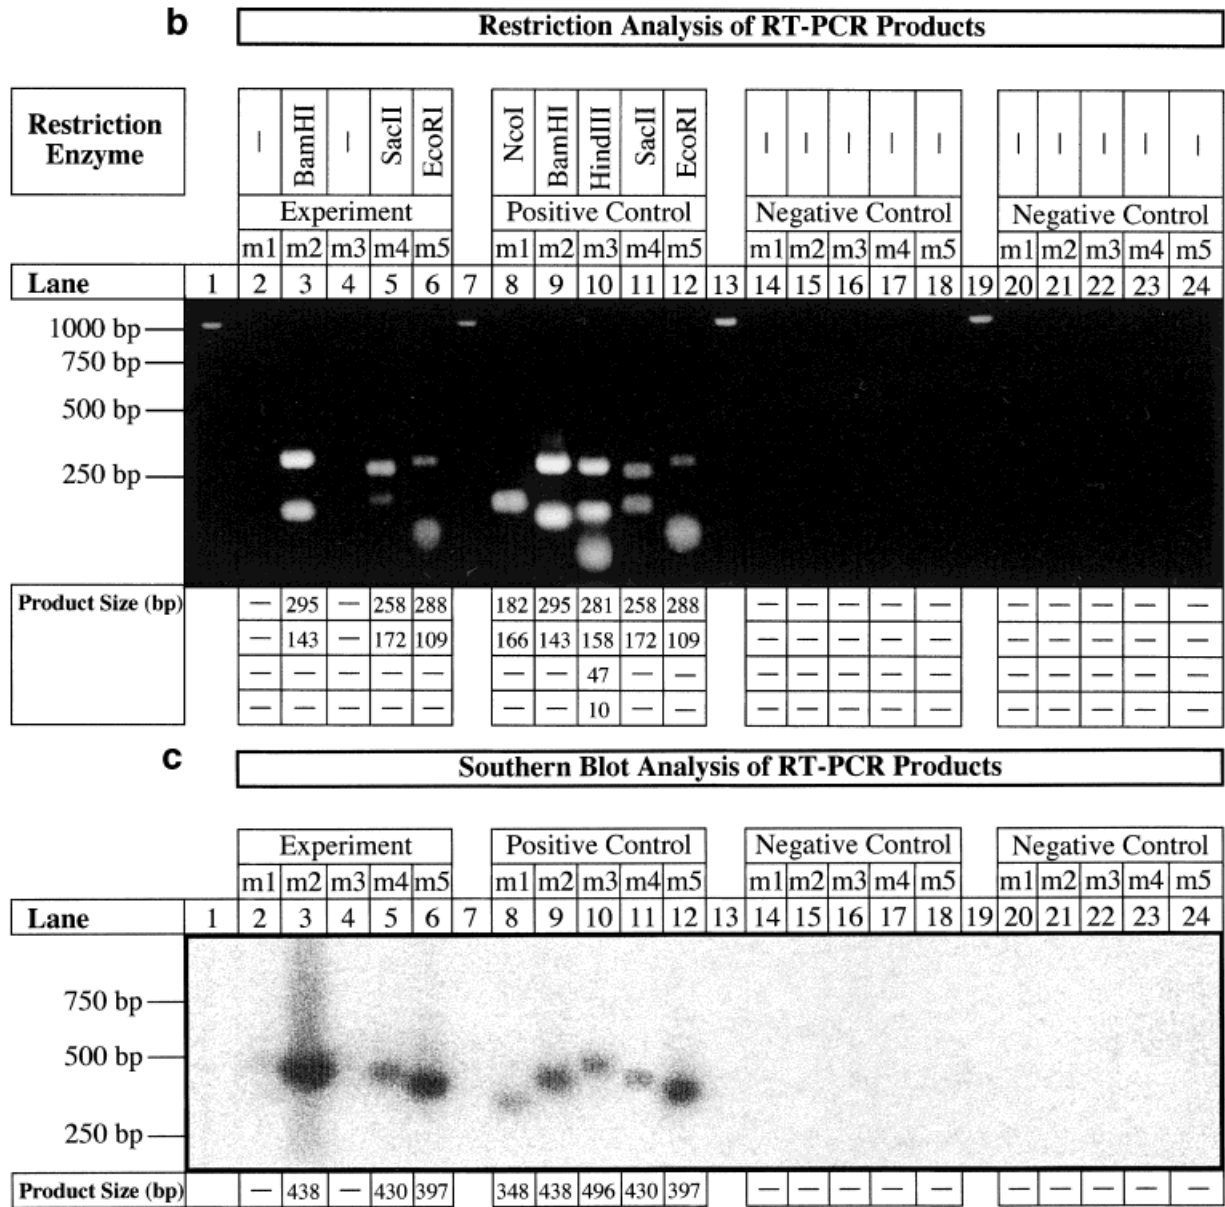 b
Restriction Analysis of RT-PCR Products
Restriction Enzyme
— BamHI — SacII EcoRI NcoI BamHI HindIII SacII EcoRI — — — — — — — — — —
Experiment Positive Control Negative Control Negative Control
m1 m2 m3 m4 m5 m1 m2 m3 m4 m5 m1 m2 m3 m4 m5 m1 m2 m3 m4 m5
Lane 1 2 3 4 5 6 7 8 9 10 11 12 13 14 15 16 17 18 19 20 21 22 23 24
1000 bp
750 bp
500 bp
250 bp
Product Size (bp) — 295 — 258 288 182 295 281 258 288 — — — — — — — — — —
— 143 — 172 109 166 143 158 172 109 — — — — — — — — — —
— — — — — — — 47 — — — — — — — — — — — —
— — — — — — — 10 — — — — — — — — — — — —
c
Southern Blot Analysis of RT-PCR Products
Experiment Positive Control Negative Control Negative Control
m1 m2 m3 m4 m5 m1 m2 m3 m4 m5 m1 m2 m3 m4 m5 m1 m2 m3 m4 m5
Lane 1 2 3 4 5 6 7 8 9 10 11 12 13 14 15 16 17 18 19 20 21 22 23 24
750 bp
500 bp
250 bp
Product Size (bp) — 438 — 430 397 348 438 496 430 397 — — — — — — — — — —